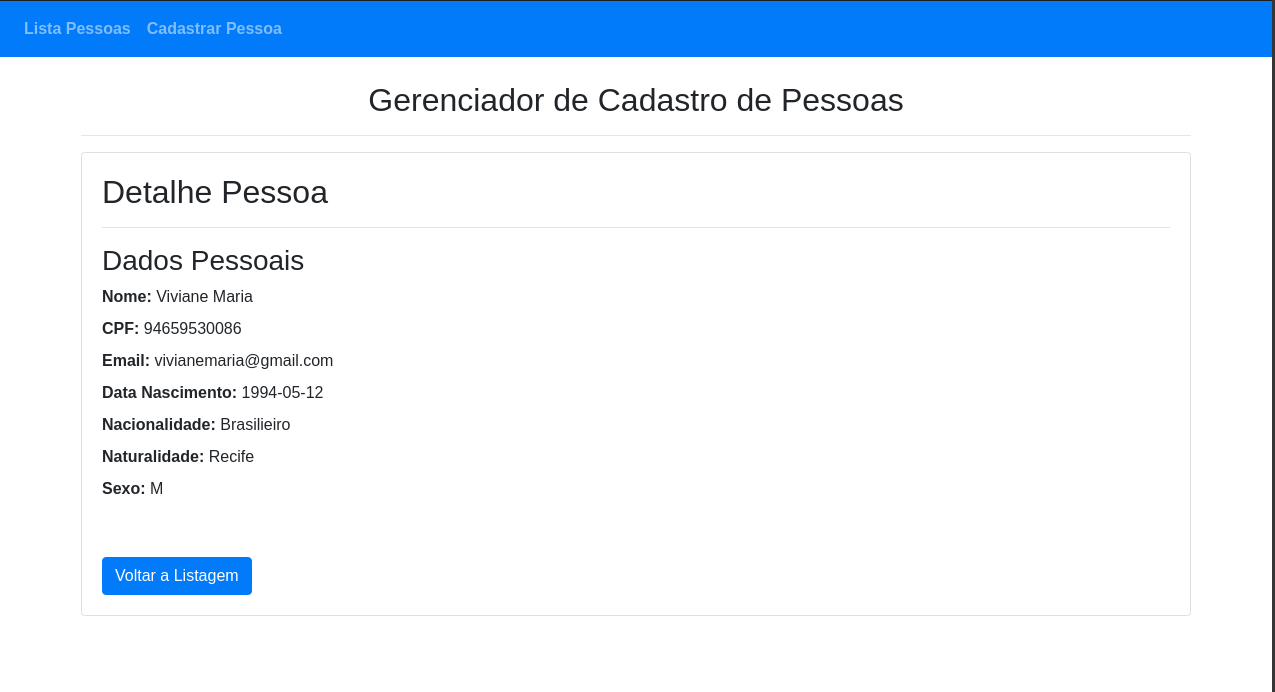 Lista Pessoas Cadastrar Pessoa
Gerenciador de Cadastro de Pessoas
Detalhe Pessoa
Dados Pessoais
Nome: Viviane Maria
CPF: 94659530086
Email: vivianemaria@gmail.com
Data Nascimento: 1994-05-12
Nacionalidade: Brasilieiro
Naturalidade: Recife
Sexo: M
Voltar a Listagem